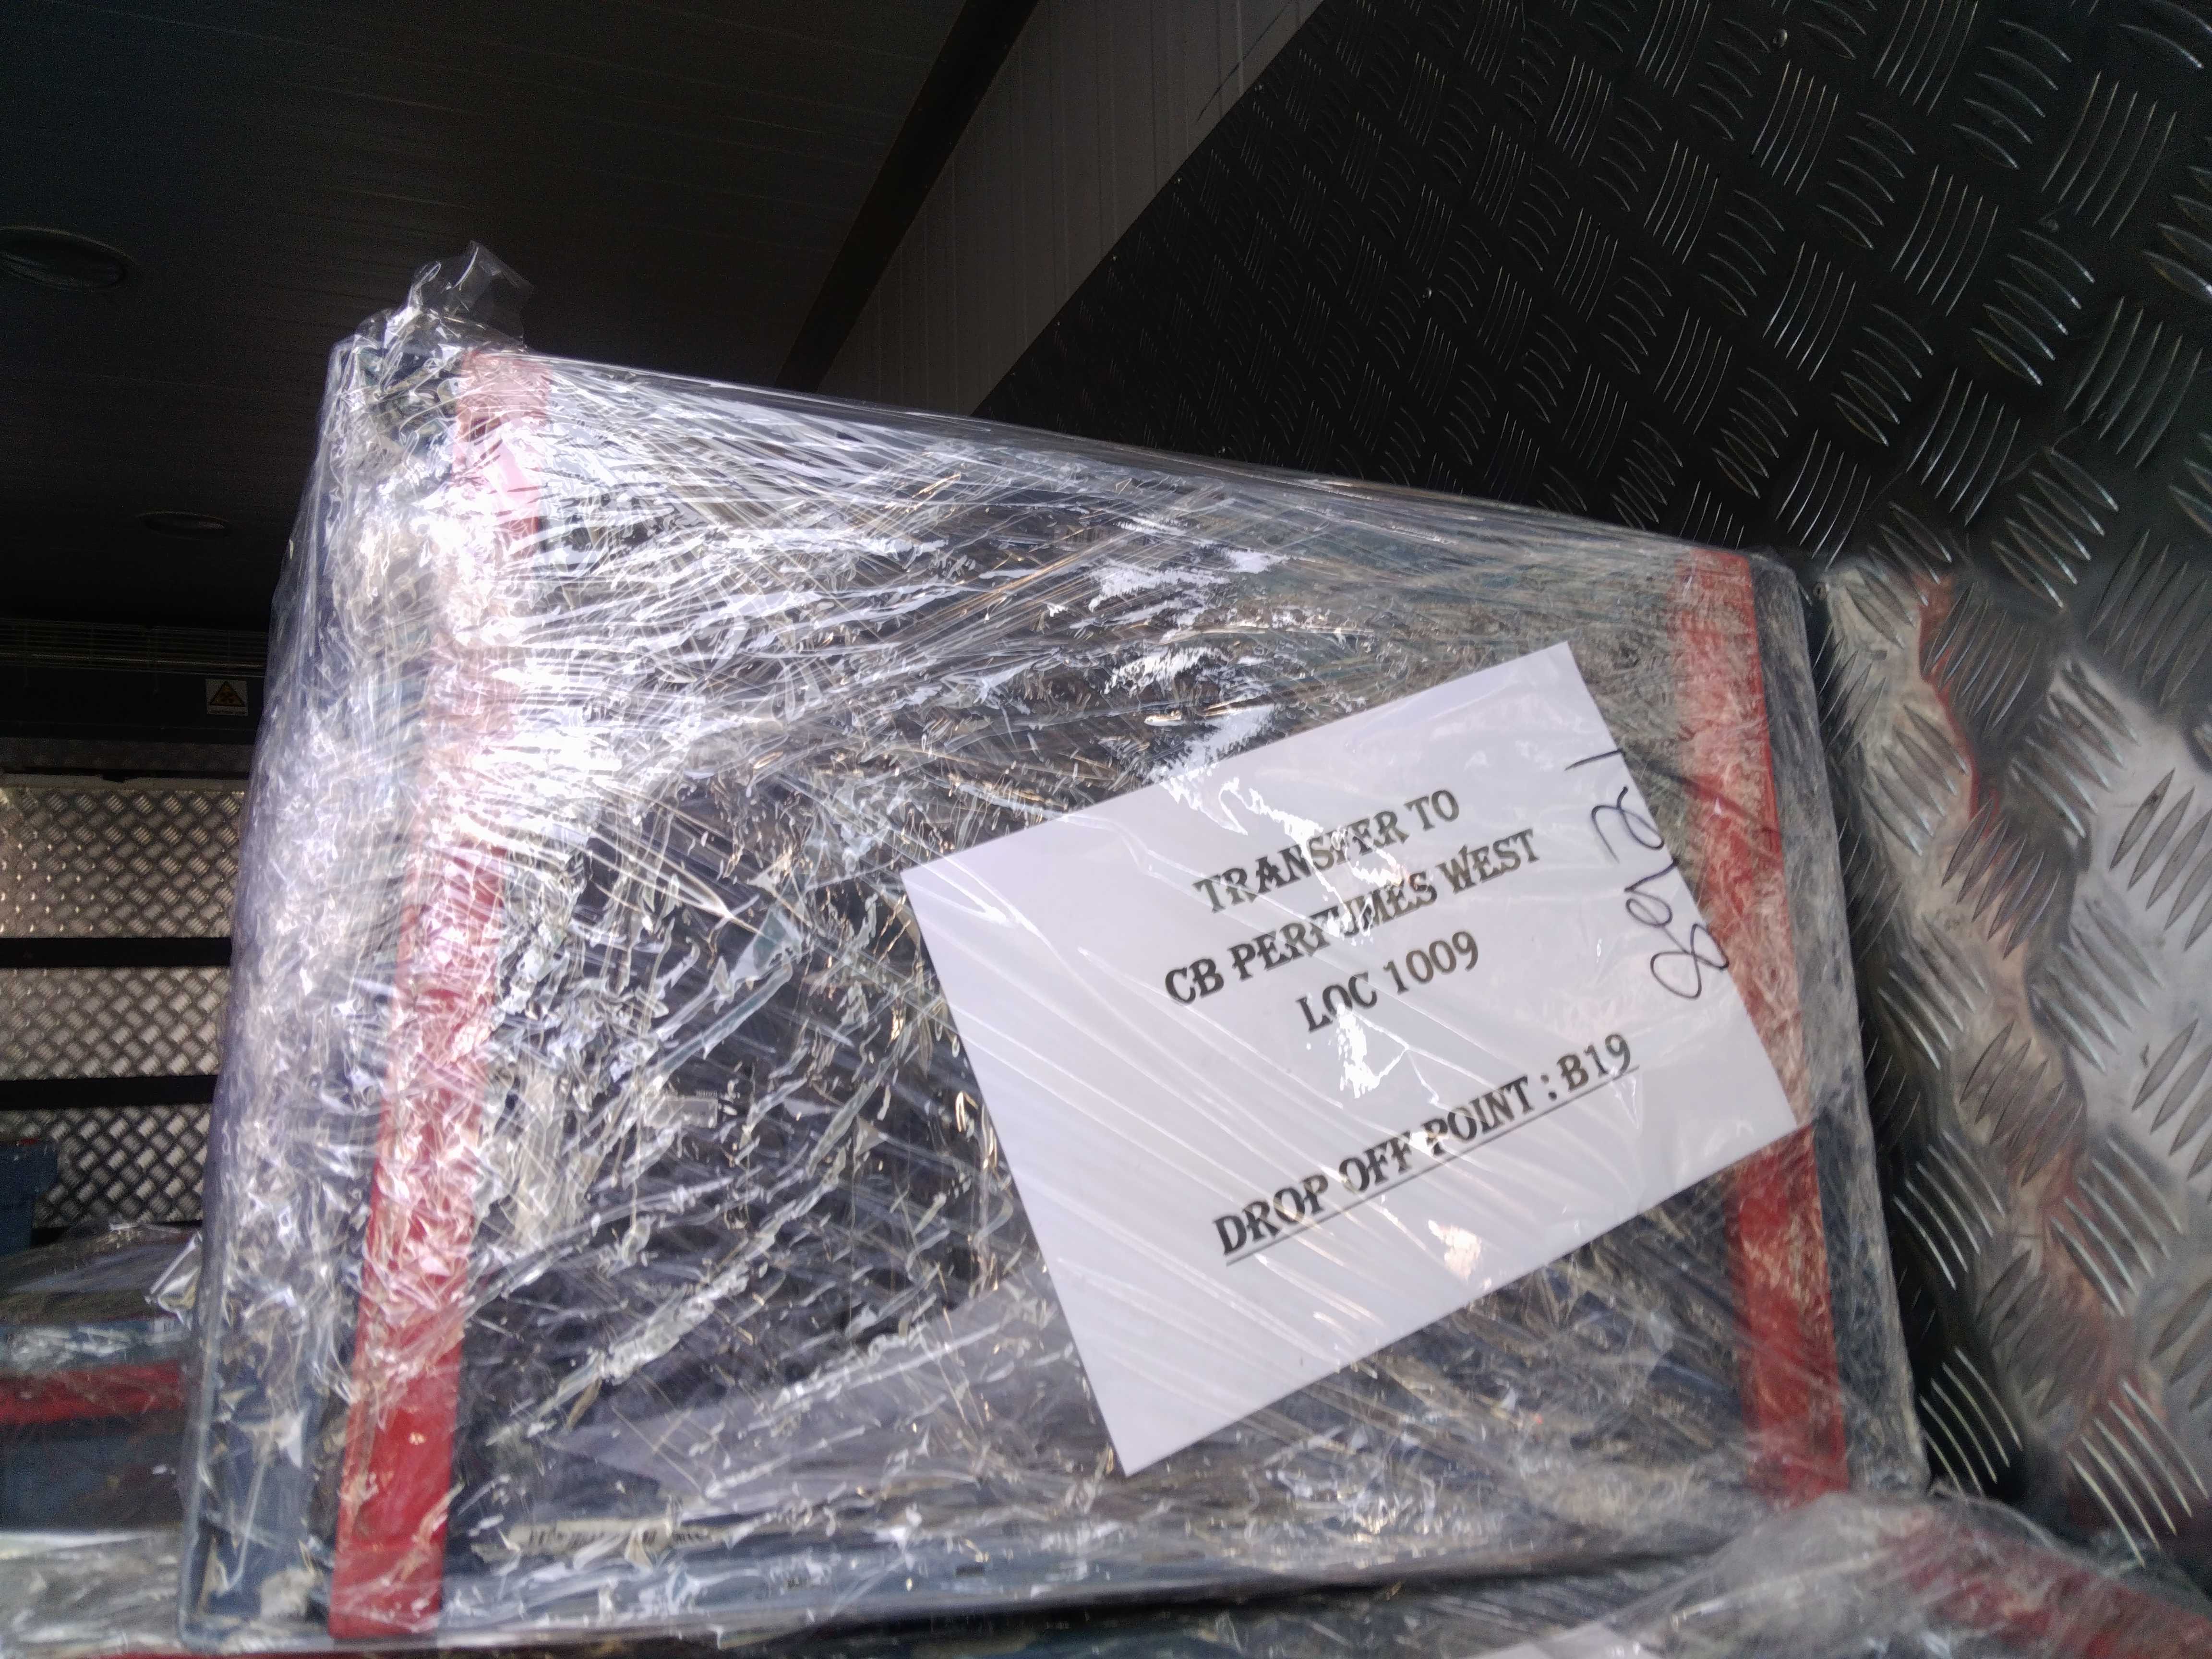 TRANSFER TO
CB PERFUMES WEST
LOC 1009
DROP OFF POINT : B19